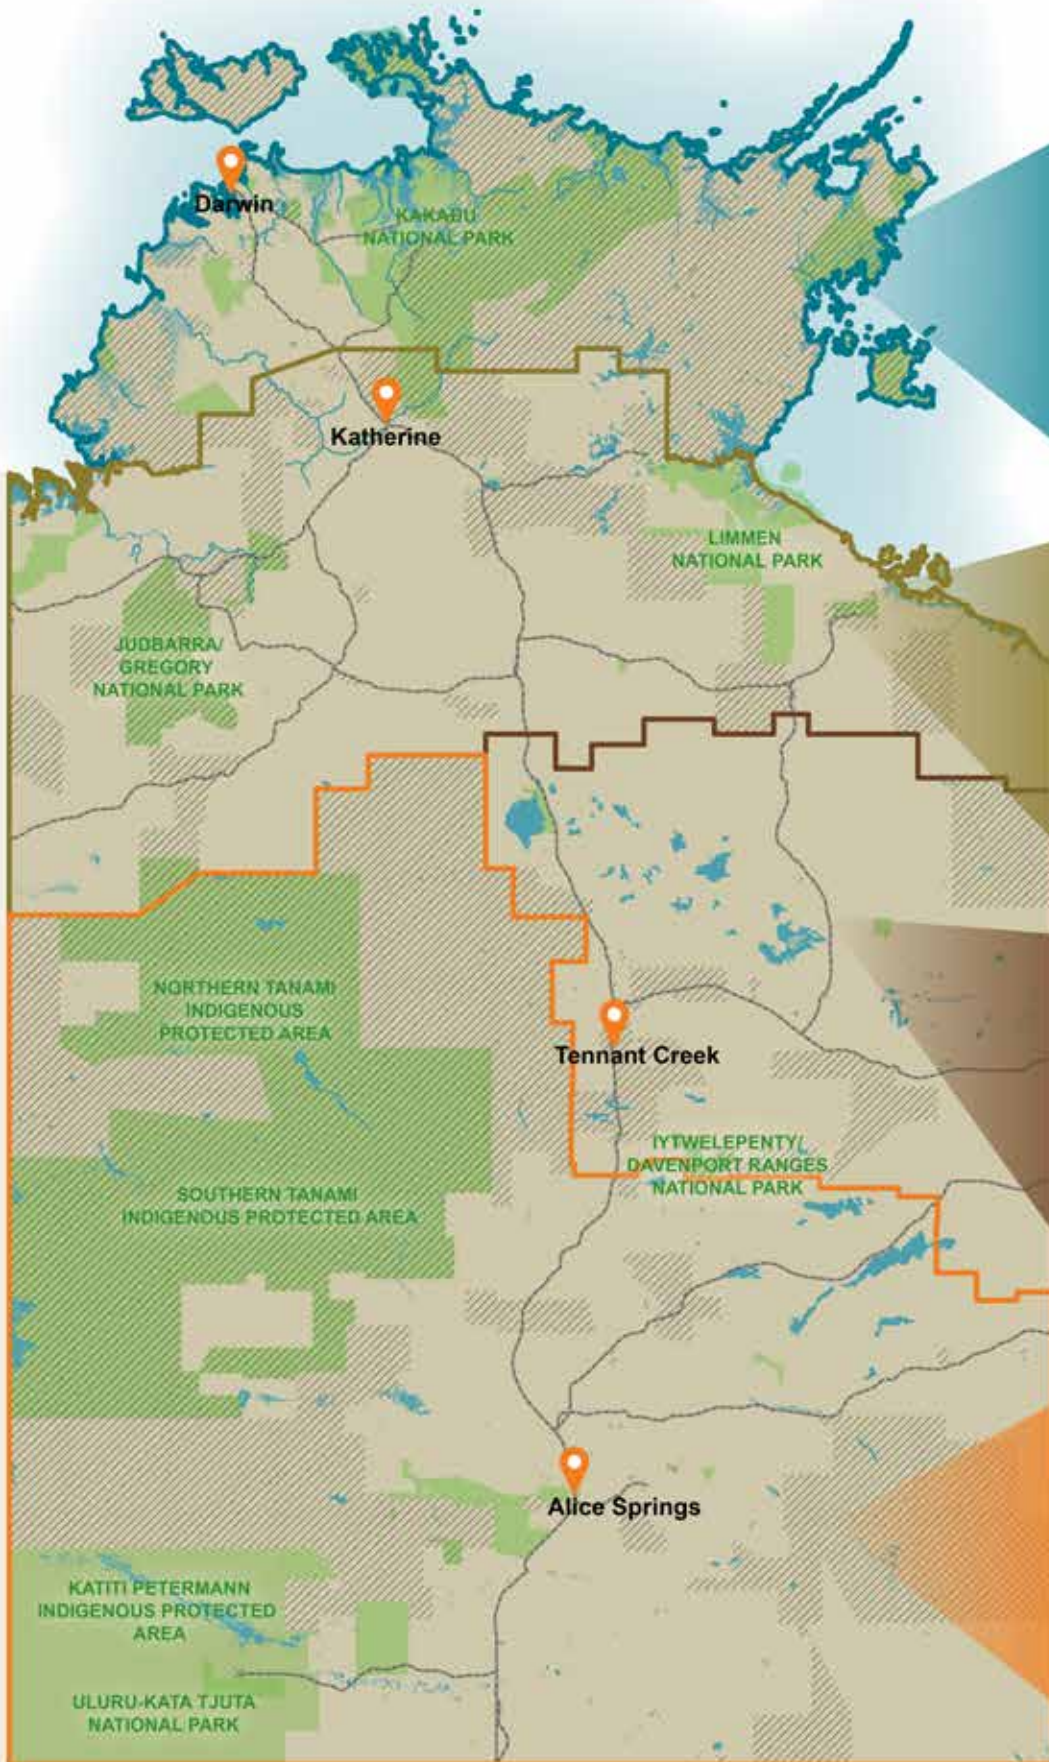 Darwin
KAKADU
NATIONAL PARK
Katherine
LIMMEN
NATIONAL PARK
JUDBARRA/
GREGORY
NATIONAL PARK
NORTHERN TANAMI
INDIGENOUS
PROTECTED AREA
Tennant Creek
IYTWELEPENTY/
DAVENPORT RANGES
NATIONAL PARK
SOUTHERN TANAMI
INDIGENOUS PROTECTED AREA
Alice Springs
KATITI PETERMANN
INDIGENOUS PROTECTED
AREA
ULURU-KATA TJUTA
NATIONAL PARK